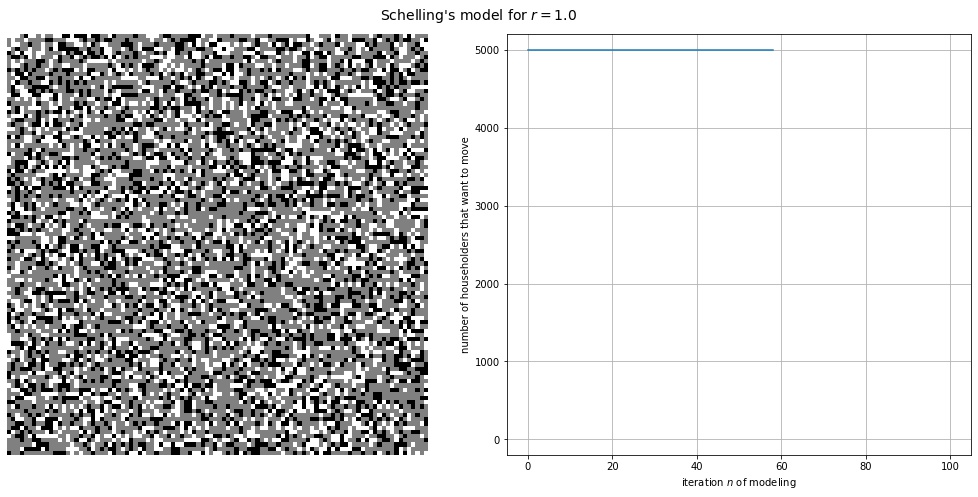 Schelling's model for r = 1.0
number of householders that want to move
5000
4000
3000
2000
1000
0
0 20 40 60 80 100
iteration n of modeling